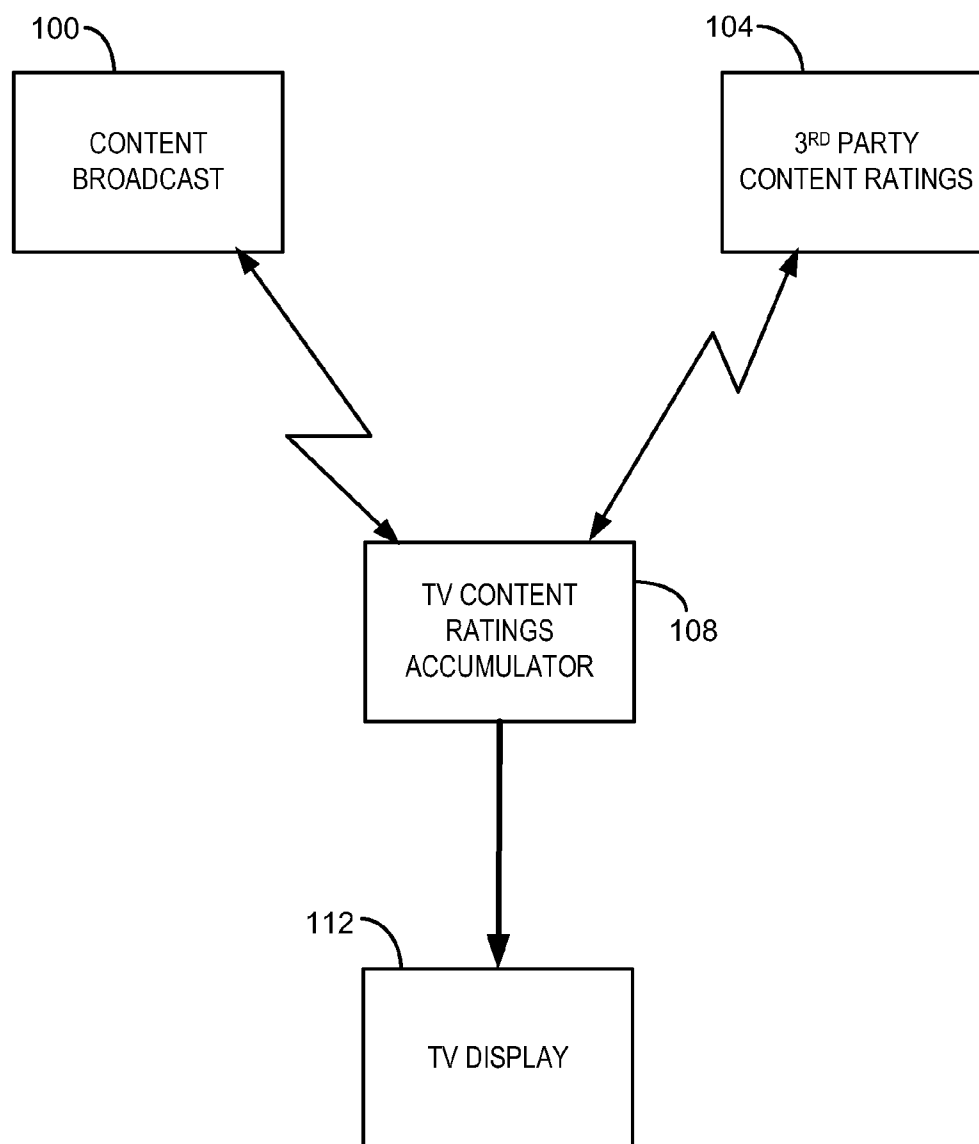 100
104
CONTENT
BROADCAST
3RD PARTY
CONTENT RATINGS
TV CONTENT
RATINGS
ACCUMULATOR
108
112
TV DISPLAY